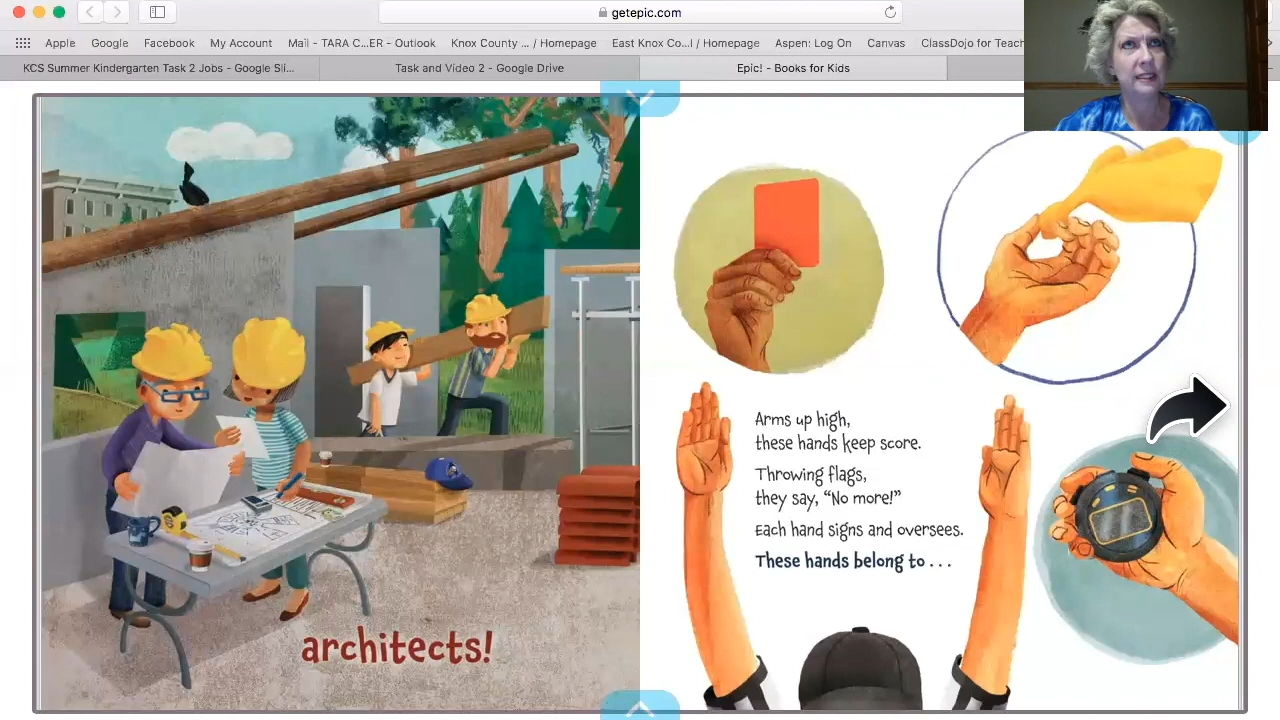 getepic.com
Apple Google Facebook My Account Mail - TARA C...ER - Outlook nox County ... / Homepage East Knox Co...l / Homepage Aspen: Log On Canvas ClassDojo for Teach
KCS Summer Kindergarten Task 2 Jobs - Google Sli...
Task and Video 2 - Google Drive
Epic! - Books for Kids
architects!
Arms up high,
these hands keep score.
Throwing flags,
they say, “No more!”
Each hand signs and oversees.
These hands belong to . . .